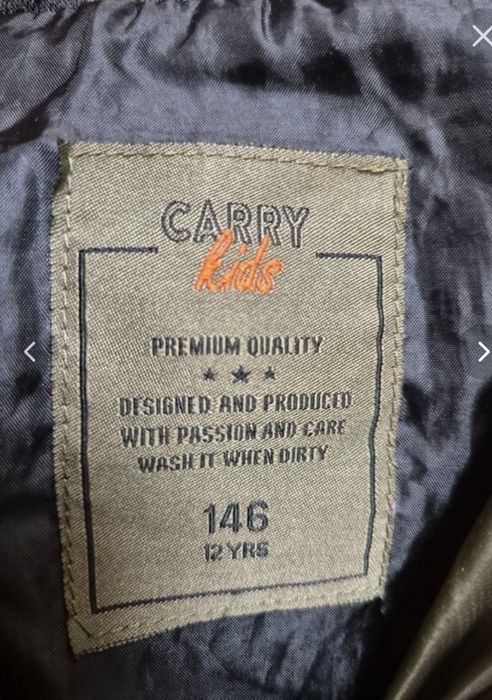 CARRY
kids
PREMIUM QUALITY
★ ★ ★
DESIGNED AND PRODUCED
WITH PASSION AND CARE
WASH IT WHEN DIRTY
146
12 YRS